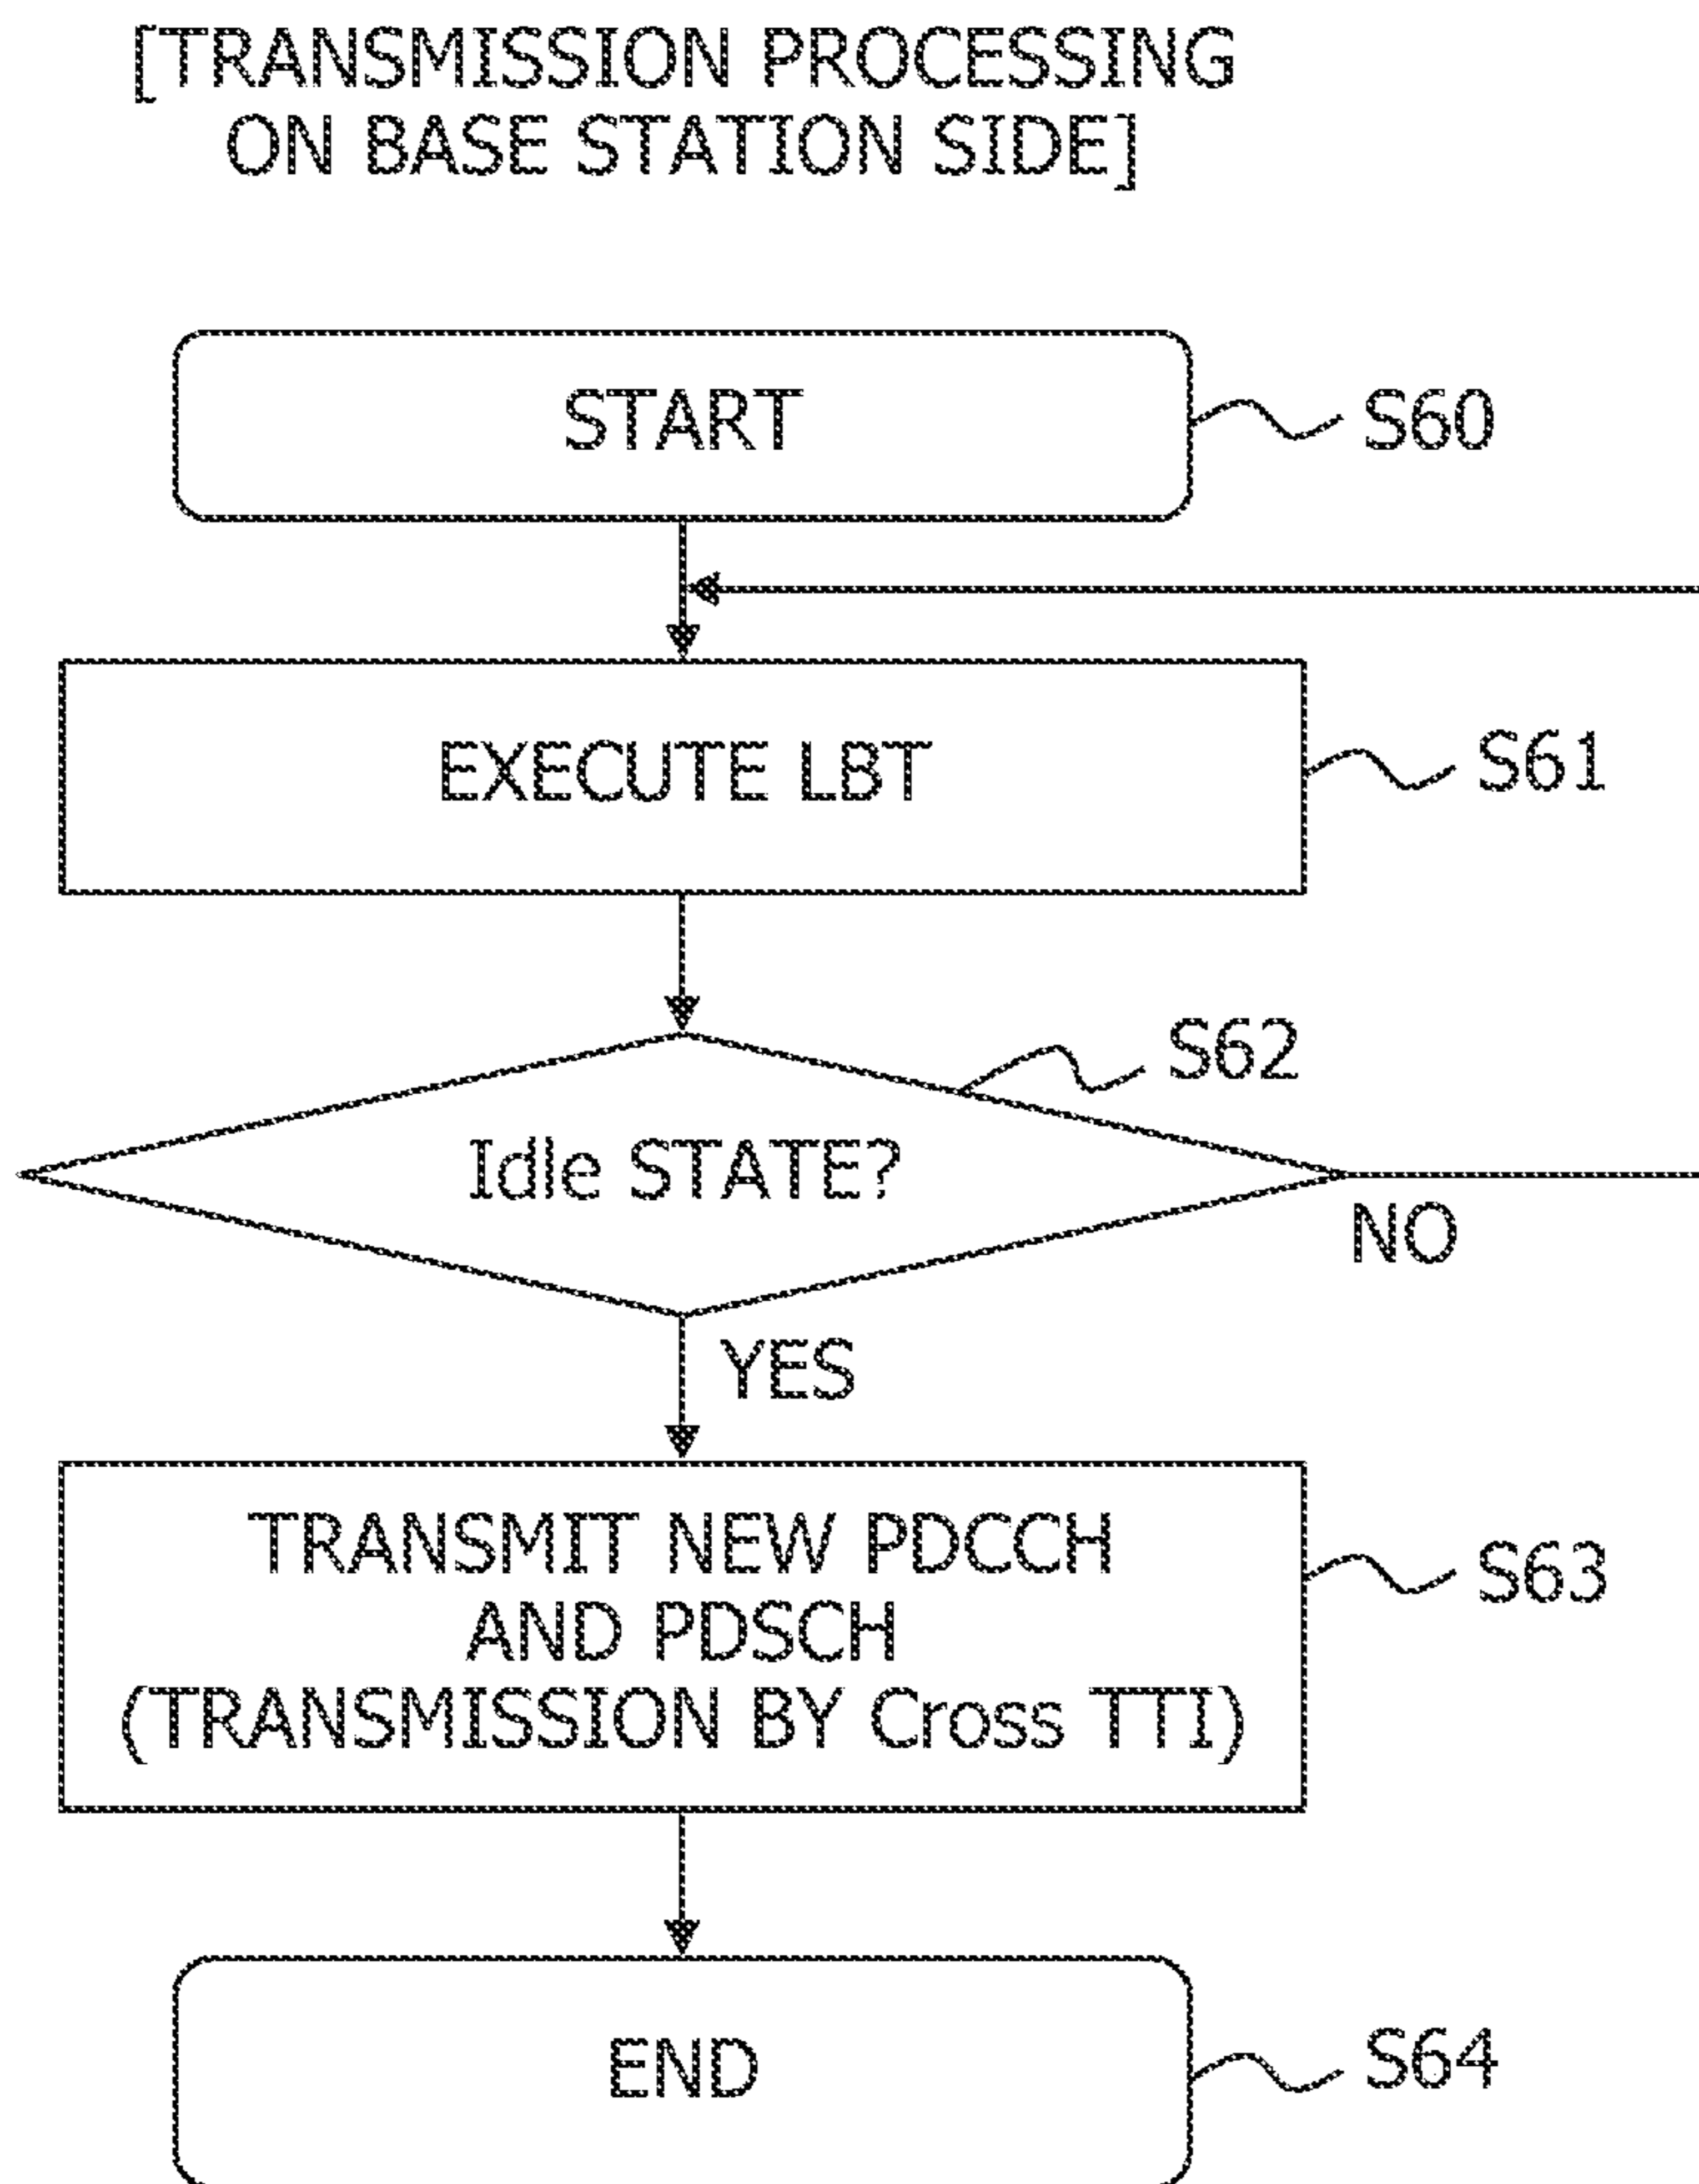 [TRANSMISSION PROCESSING
ON BASE STATION SIDE]
START
S60
EXECUTE LBT
S61
S62
Idle STATE?
NO
YES
TRANSMIT NEW PDCCH
AND PDSCH
(TRANSMISSION BY Cross TTI)
S63
END
S64